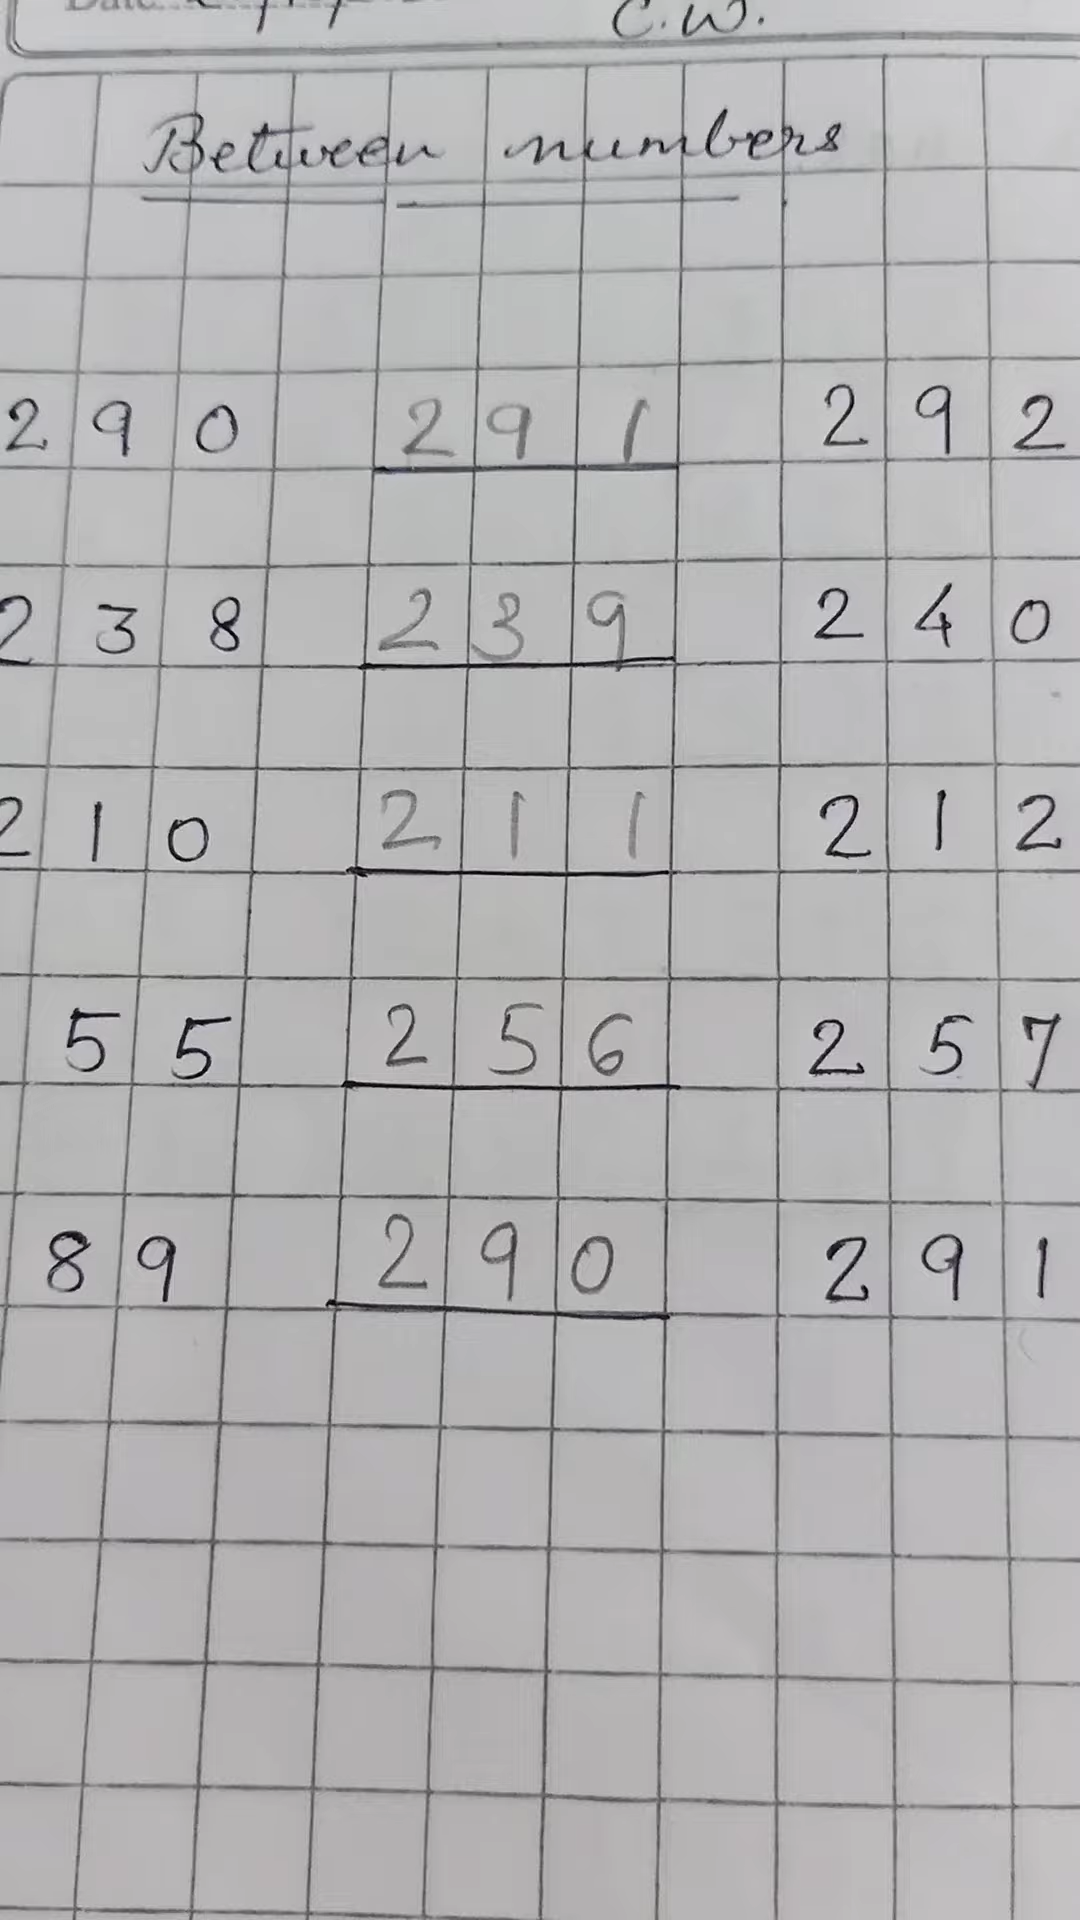 C.W.
Between numbers
290 291 292
238 239 240
210 211 212
55 256 257
89 290 291